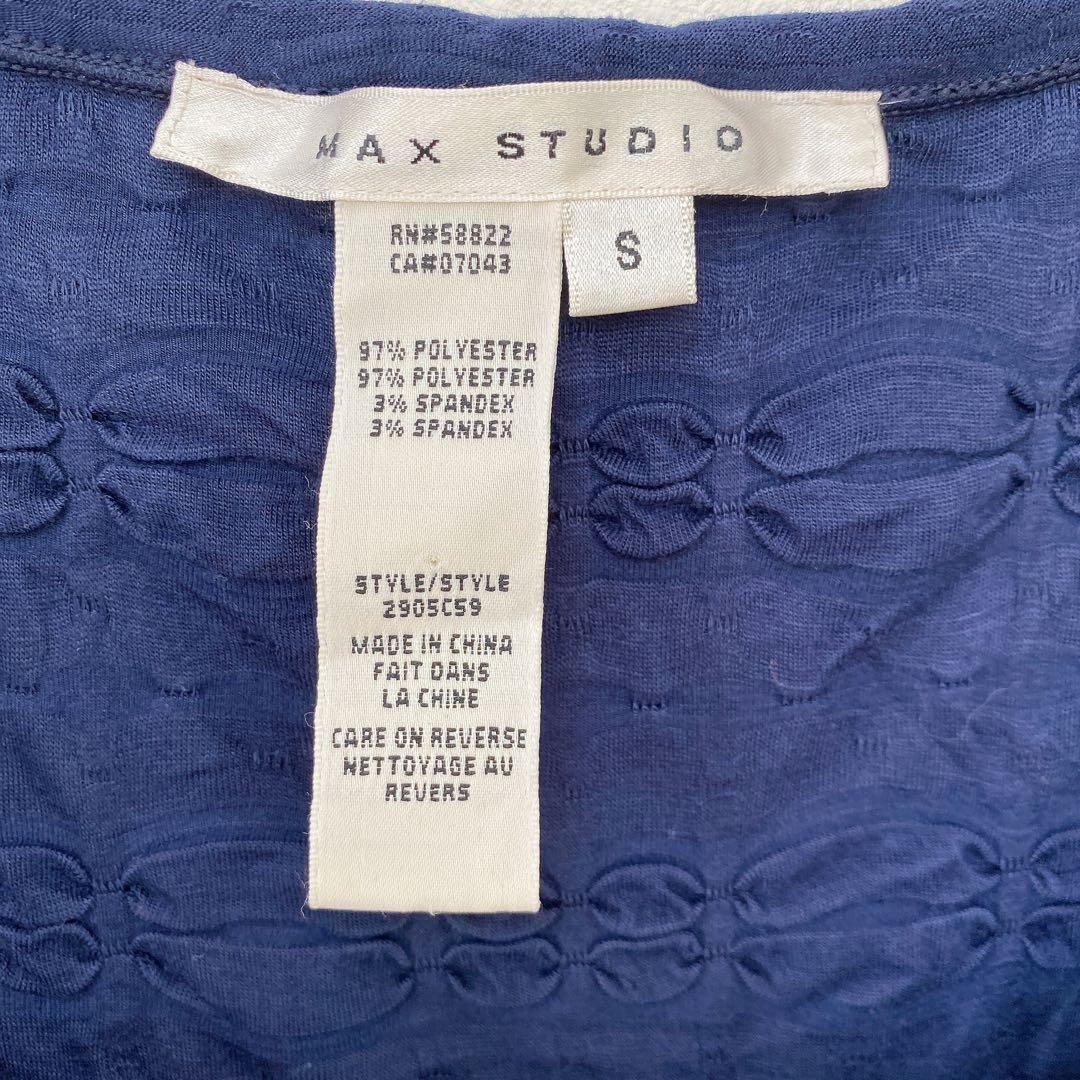 MAX STUDIO
S
RN#58822
CA#07043
97% POLYESTER
97% POLYESTER
3% SPANDEX
3% SPANDEX
STYLE/STYLE
2905C59
MADE IN CHINA
FAIT DANS
LA CHINE
CARE ON REVERSE
NETTOYAGE AU
REVERS